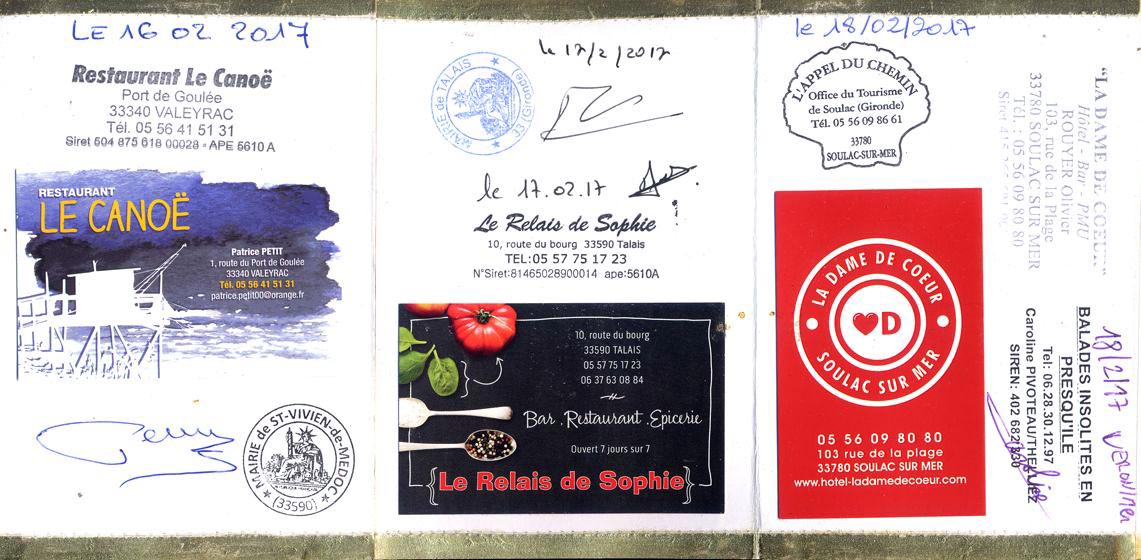 LE 16 02 2017
Restaurant Le Canoë
Port de Goulée
33340 VALEYRAC
Tél. 05 56 41 51 31
Siret 504 875 618 00028 - APE 5610 A
RESTAURANT
LE CANOË
Patrice PETIT
1, route du Port de Goulée
33340 VALEYRAC
Tél. 05 56 41 51 31
patrice.petit00@orange.fr
MAIRIE de ST-VIVIEN-de-MEDOC
(33590)
le 17/2/2017
MAIRIE de TALAIS
33 (Gironde)
le 17.02.17
Le Relais de Sophie
10, route du bourg 33590 Talais
TEL:05 57 75 17 23
N°Siret:81465028900014 ape:5610A
10, route du bourg
33590 TALAIS
05 57 75 17 23
06 37 63 08 84
Bar . Restaurant . Epicerie
Ouvert 7 jours sur 7
{Le Relais de Sophie}
le 18/02/2017
L'APPEL DU CHEMIN
Office du Tourisme
de Soulac (Gironde)
Tél. 05 56 09 86 61
33780
SOULAC-SUR-MER
"LA DAME DE COEUR"
Hôtel - Bar - PMU
ROUYER Olivier
103, rue de la Plage
33780 SOULAC SUR MER
Tél. : 05 56 09 80 80
Siret
LA DAME DE COEUR
D
SOULAC SUR MER
05 56 09 80 80
103 rue de la plage
33780 SOULAC SUR MER
www.hotel-ladamedecoeur.com
18/2/17
BALADES INSOLITES EN
PRESQU'ILE
Tel: 06.28.30.12.97
Caroline PIVOTEAU/THEN
SIREN: 402 682